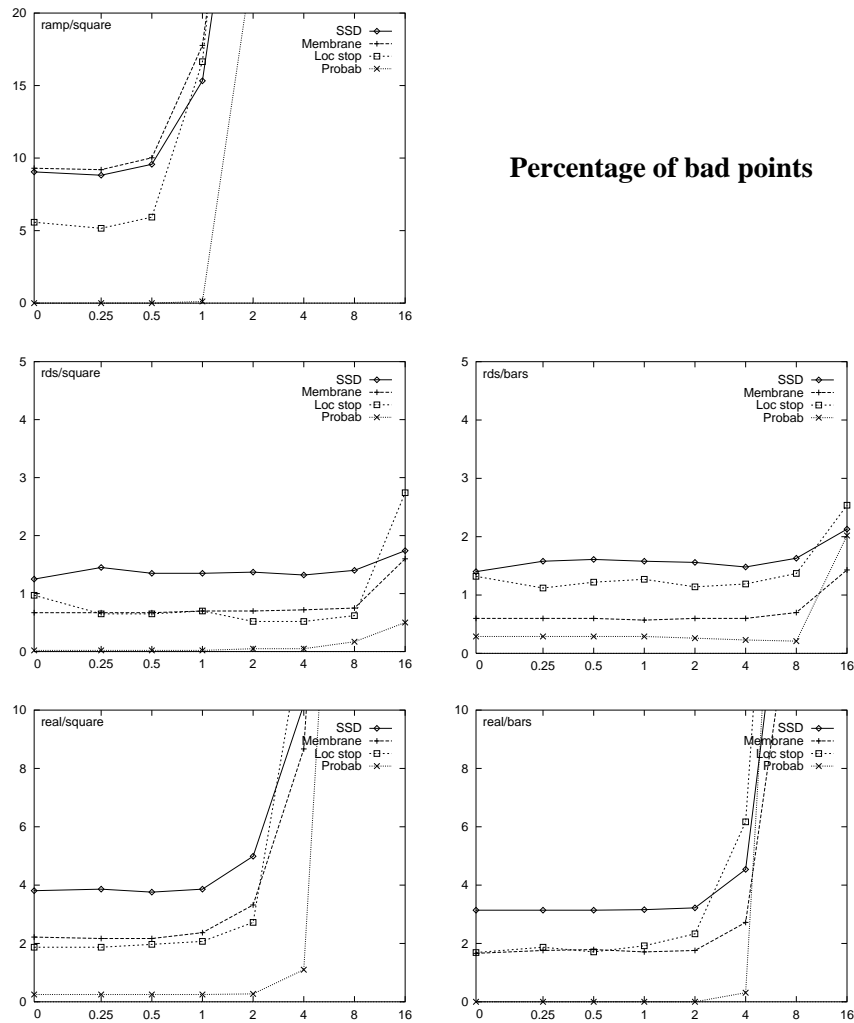 ramp/square
SSD
Membrane
Loc stop
Probab
20
15
10
5
0
0 0.25 0.5 1 2 4 8 16
Percentage of bad points
rds/square
SSD
Membrane
Loc stop
Probab
5
4
3
2
1
0
0 0.25 0.5 1 2 4 8 16
rds/bars
SSD
Membrane
Loc stop
Probab
5
4
3
2
1
0
0 0.25 0.5 1 2 4 8 16
real/square
SSD
Membrane
Loc stop
Probab
10
8
6
4
2
0
0 0.25 0.5 1 2 4 8 16
real/bars
SSD
Membrane
Loc stop
Probab
10
8
6
4
2
0
0 0.25 0.5 1 2 4 8 16